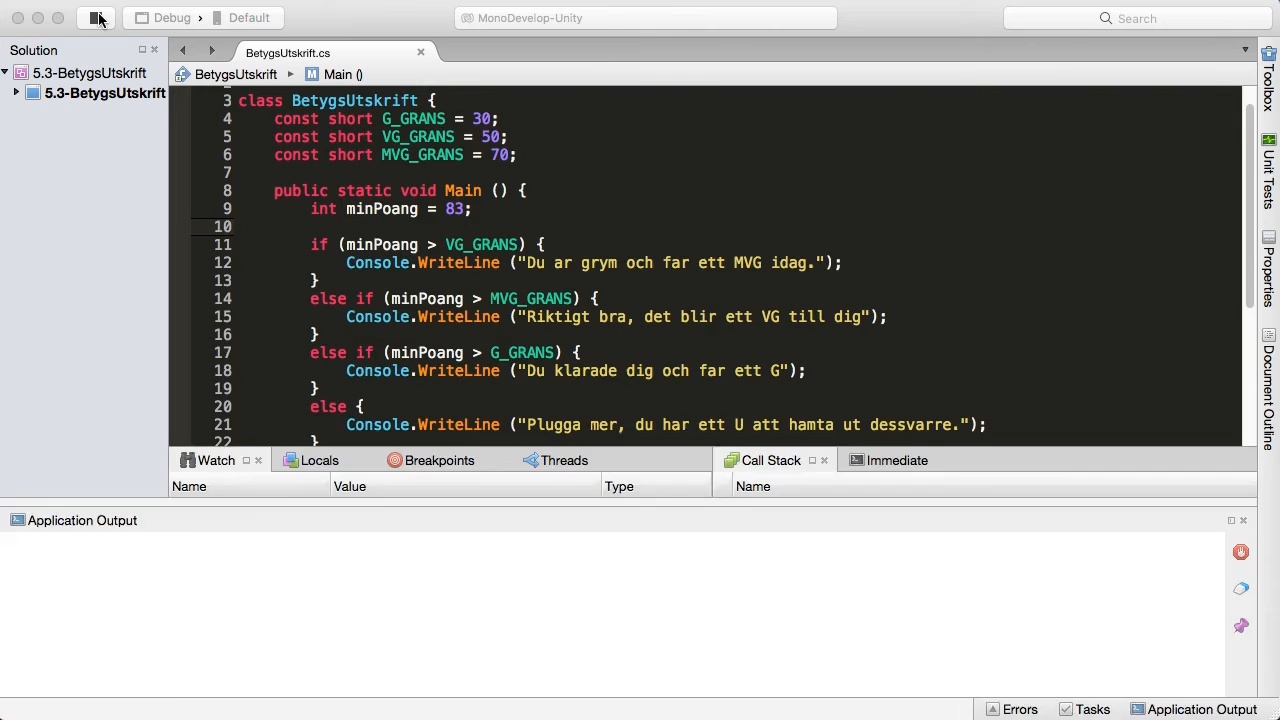 Debug › Default
MonoDevelop-Unity
Search
Solution
5.3-BetygsUtskrift
5.3-BetygsUtskrift
BetygsUtskrift.cs
BetygsUtskrift ▸ Main ()
3 class BetygsUtskrift {
4 const short G_GRANS = 30;
5 const short VG_GRANS = 50;
6 const short MVG_GRANS = 70;
7
8 public static void Main () {
9 int minPoang = 83;
10
11 if (minPoang > VG_GRANS) {
12 Console.WriteLine ("Du ar grym och far ett MVG idag.");
13 }
14 else if (minPoang > MVG_GRANS) {
15 Console.WriteLine ("Riktigt bra, det blir ett VG till dig");
16 }
17 else if (minPoang > G_GRANS) {
18 Console.WriteLine ("Du klarade dig och far ett G");
19 }
20 else {
21 Console.WriteLine ("Plugga mer, du har ett U att hamta ut dessvarre.");
22 }
Toolbox
Unit Tests
Properties
Document Outline
Watch Locals Breakpoints Threads Call Stack Immediate
Name Value Type Name
Application Output
Errors Tasks Application Output